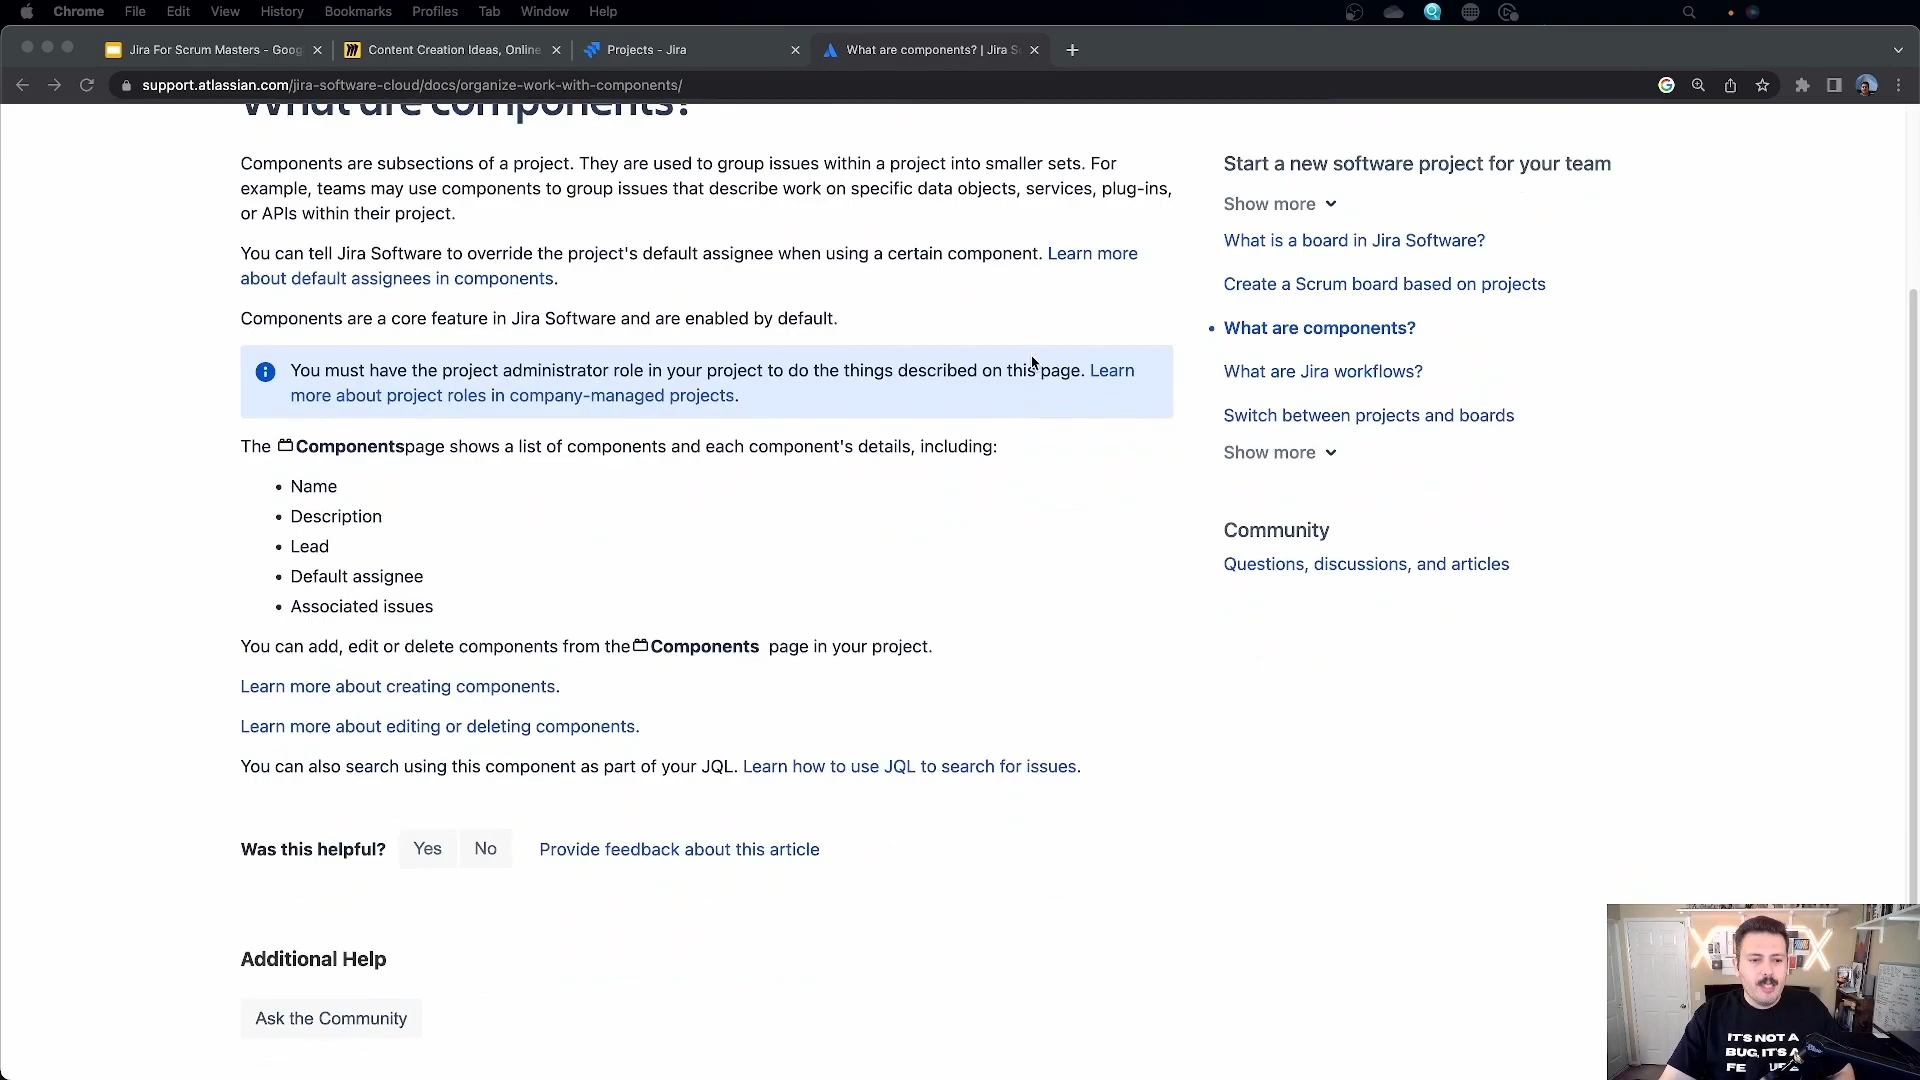 Chrome File Edit View History Bookmarks Profiles Tab Window Help
Jira For Scrum Masters - Goog
Content Creation Ideas, Online
Projects - Jira
What are components? | Jira S
support.atlassian.com/jira-software-cloud/docs/organize-work-with-components/
What are components?
Components are subsections of a project. They are used to group issues within a project into smaller sets. For
example, teams may use components to group issues that describe work on specific data objects, services, plug-ins,
or APIs within their project.
You can tell Jira Software to override the project's default assignee when using a certain component. Learn more
about default assignees in components.
Components are a core feature in Jira Software and are enabled by default.
You must have the project administrator role in your project to do the things described on this page. Learn
more about project roles in company-managed projects.
The Componentspage shows a list of components and each component's details, including:
Name
Description
Lead
Default assignee
Associated issues
You can add, edit or delete components from the Components page in your project.
Learn more about creating components.
Learn more about editing or deleting components.
You can also search using this component as part of your JQL. Learn how to use JQL to search for issues.
Was this helpful? Yes No Provide feedback about this article
Additional Help
Ask the Community
Start a new software project for your team
Show more
What is a board in Jira Software?
Create a Scrum board based on projects
What are components?
What are Jira workflows?
Switch between projects and boards
Show more
Community
Questions, discussions, and articles
IT'S NOT A
BUG, IT'S A